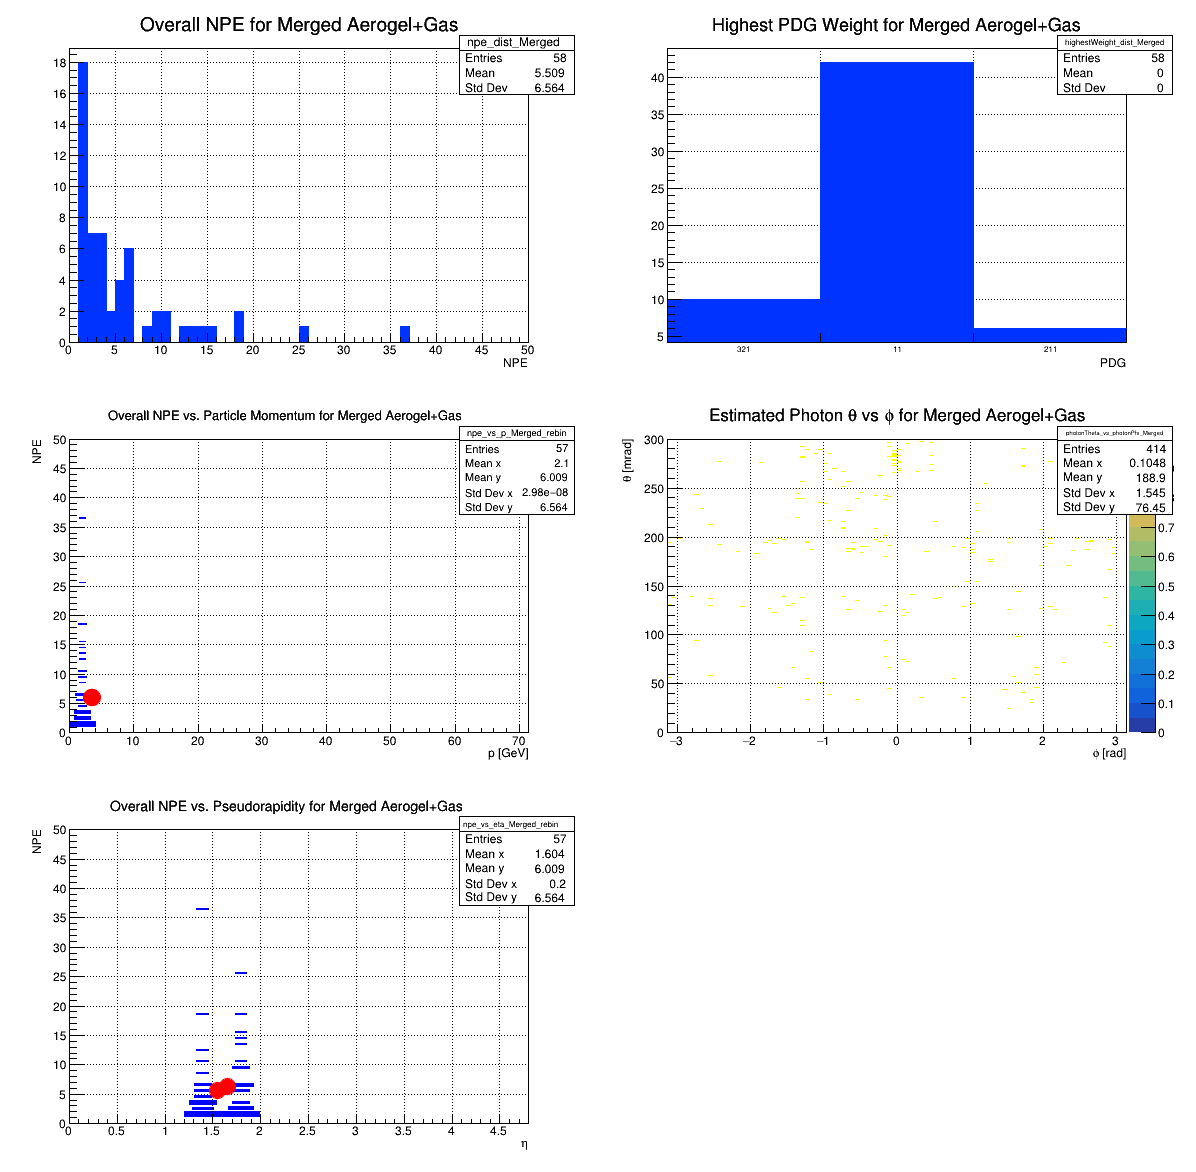 Overall NPE for Merged Aerogel+Gas
npe_dist_Merged
Entries 58
Mean 5.509
Std Dev 6.564
18
16
14
12
10
8
6
4
2
0
0 5 10 15 20 25 30 35 40 45 50
NPE
Highest PDG Weight for Merged Aerogel+Gas
highestWeight_dist_Merged
Entries 58
Mean 0
Std Dev 0
40
35
30
25
20
15
10
5
321 11 211
PDG
Overall NPE vs. Particle Momentum for Merged Aerogel+Gas
npe_vs_p_Merged_rebin
Entries 57
Mean x 2.1
Mean y 6.009
Std Dev x 2.98e−08
Std Dev y 6.564
NPE
50
45
40
35
30
25
20
15
10
5
0
0 10 20 30 40 50 60 70
p [GeV]
Estimated Photon θ vs ϕ for Merged Aerogel+Gas
photonTheta_vs_photonPhi_Merged
Entries 414
Mean x 0.1048
Mean y 188.9
Std Dev x 1.545
Std Dev y 76.45
θ [mrad]
300
250
200
150
100
50
0
−3 −2 −1 0 1 2 3
ϕ [rad]
0.7
0.6
0.5
0.4
0.3
0.2
0.1
0
Overall NPE vs. Pseudorapidity for Merged Aerogel+Gas
npe_vs_eta_Merged_rebin
Entries 57
Mean x 1.604
Mean y 6.009
Std Dev x 0.2
Std Dev y 6.564
NPE
50
45
40
35
30
25
20
15
10
5
0
0 0.5 1 1.5 2 2.5 3 3.5 4 4.5
η